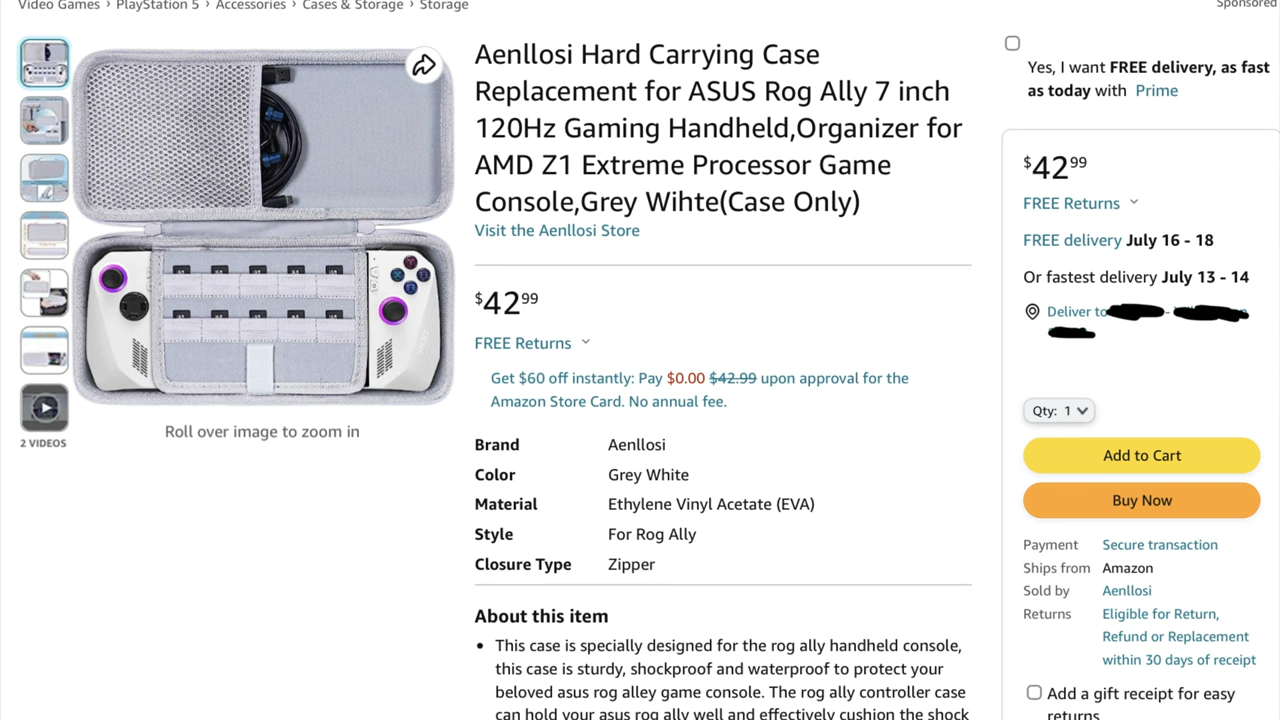 Video Games › PlayStation 5 › Accessories › Cases & Storage › Storage
Sponsored
2 VIDEOS
Roll over image to zoom in
Aenllosi Hard Carrying Case
Replacement for ASUS Rog Ally 7 inch
120Hz Gaming Handheld,Organizer for
AMD Z1 Extreme Processor Game
Console,Grey Wihte(Case Only)
Visit the Aenllosi Store
$42 99
FREE Returns
Get $60 off instantly: Pay $0.00 $42.99 upon approval for the
Amazon Store Card. No annual fee.
Brand Aenllosi
Color Grey White
Material Ethylene Vinyl Acetate (EVA)
Style For Rog Ally
Closure Type Zipper
About this item
• This case is specially designed for the rog ally handheld console,
this case is sturdy, shockproof and waterproof to protect your
beloved asus rog alley game console. The rog ally controller case
can hold your asus rog ally well and effectively cushion the shock
Yes, I want FREE delivery, as fast
as today with Prime
$42 99
FREE Returns
FREE delivery July 16 - 18
Or fastest delivery July 13 - 14
Deliver to -
Qty: 1
Add to Cart
Buy Now
Payment Secure transaction
Ships from Amazon
Sold by Aenllosi
Returns Eligible for Return,
Refund or Replacement
within 30 days of receipt
Add a gift receipt for easy
returns